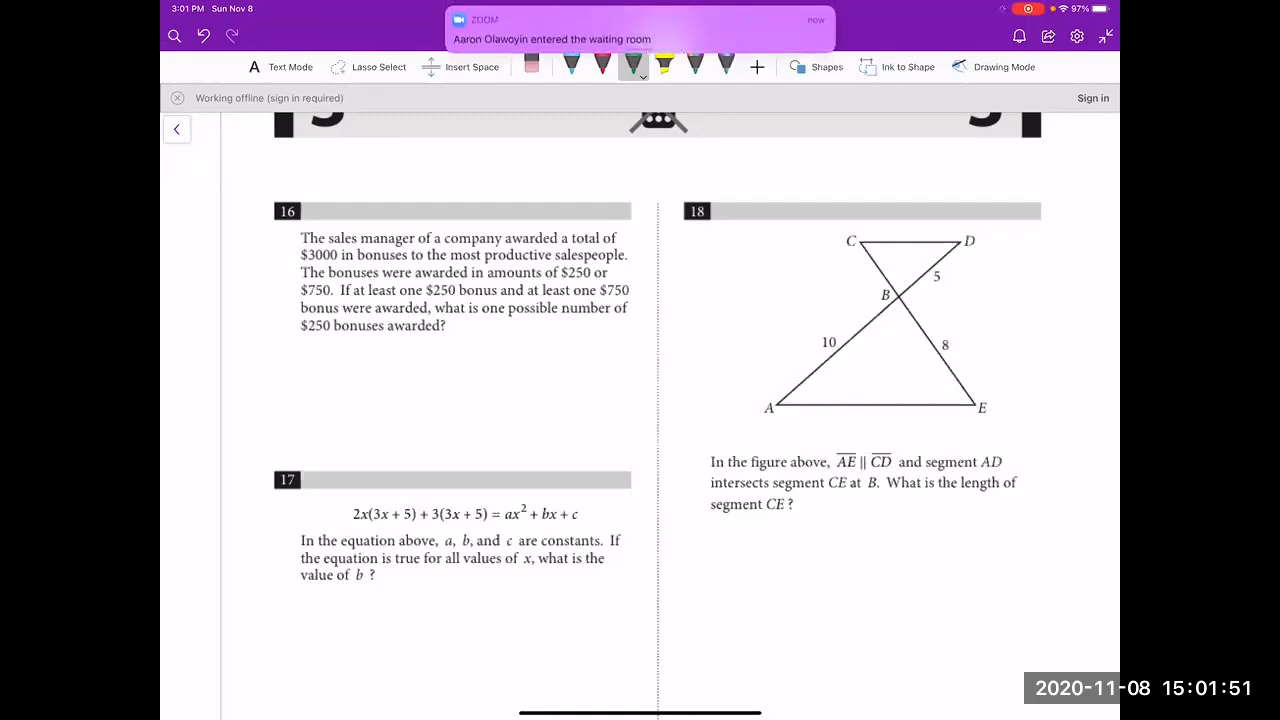 3:01 PM Sun Nov 8
97%
ZOOM
now
Aaron Olawoyin entered the waiting room
A Text Mode Lasso Select Insert Space Shapes Ink to Shape Drawing Mode
Working offline (sign in required)
Sign in
16
The sales manager of a company awarded a total of
$3000 in bonuses to the most productive salespeople.
The bonuses were awarded in amounts of $250 or
$750. If at least one $250 bonus and at least one $750
bonus were awarded, what is one possible number of
$250 bonuses awarded?
17
2x(3x + 5) + 3(3x + 5) = ax² + bx + c
In the equation above, a, b, and c are constants. If
the equation is true for all values of x, what is the
value of b ?
18
C D
5
B
10 8
A E
In the figure above, A̅E̅ || C̅D̅ and segment AD
intersects segment CE at B. What is the length of
segment CE ?
2020-11-08 15:01:51